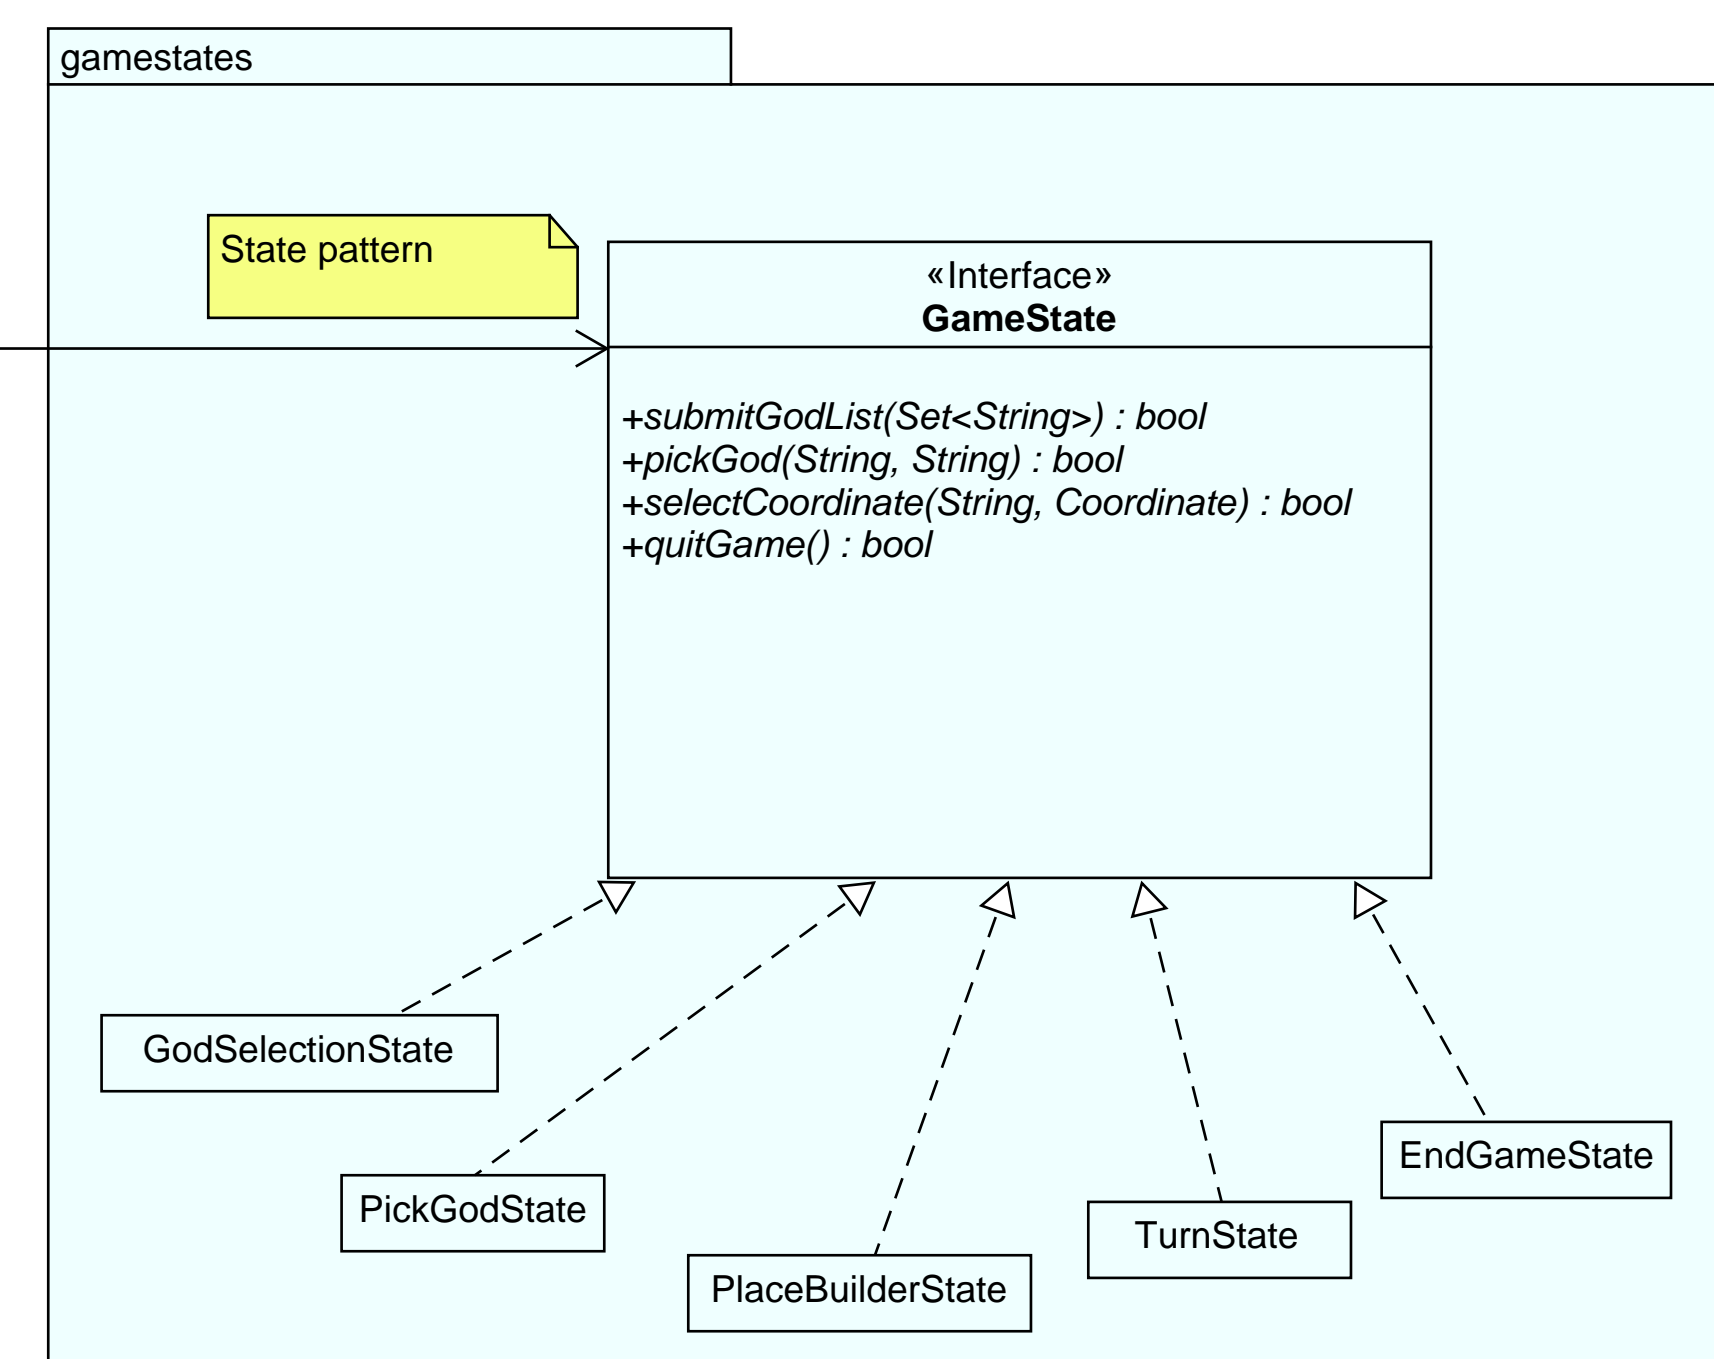 gamestates
State pattern
«Interface»
GameState
+submitGodList(Set<String>) : bool
+pickGod(String, String) : bool
+selectCoordinate(String, Coordinate) : bool
+quitGame() : bool
GodSelectionState
PickGodState
PlaceBuilderState
TurnState
EndGameState